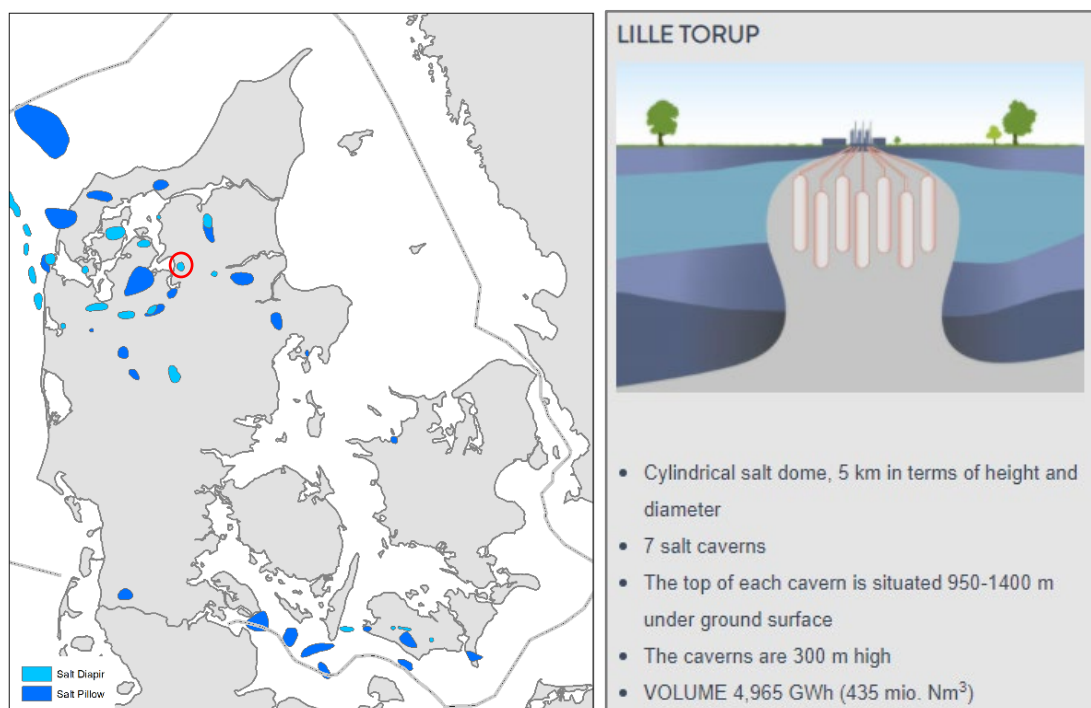 Salt Diapir
Salt Pillow
LILLE TORUP
• Cylindrical salt dome, 5 km in terms of height and
diameter
• 7 salt caverns
• The top of each cavern is situated 950-1400 m
under ground surface
• The caverns are 300 m high
• VOLUME 4,965 GWh (435 mio. Nm³)